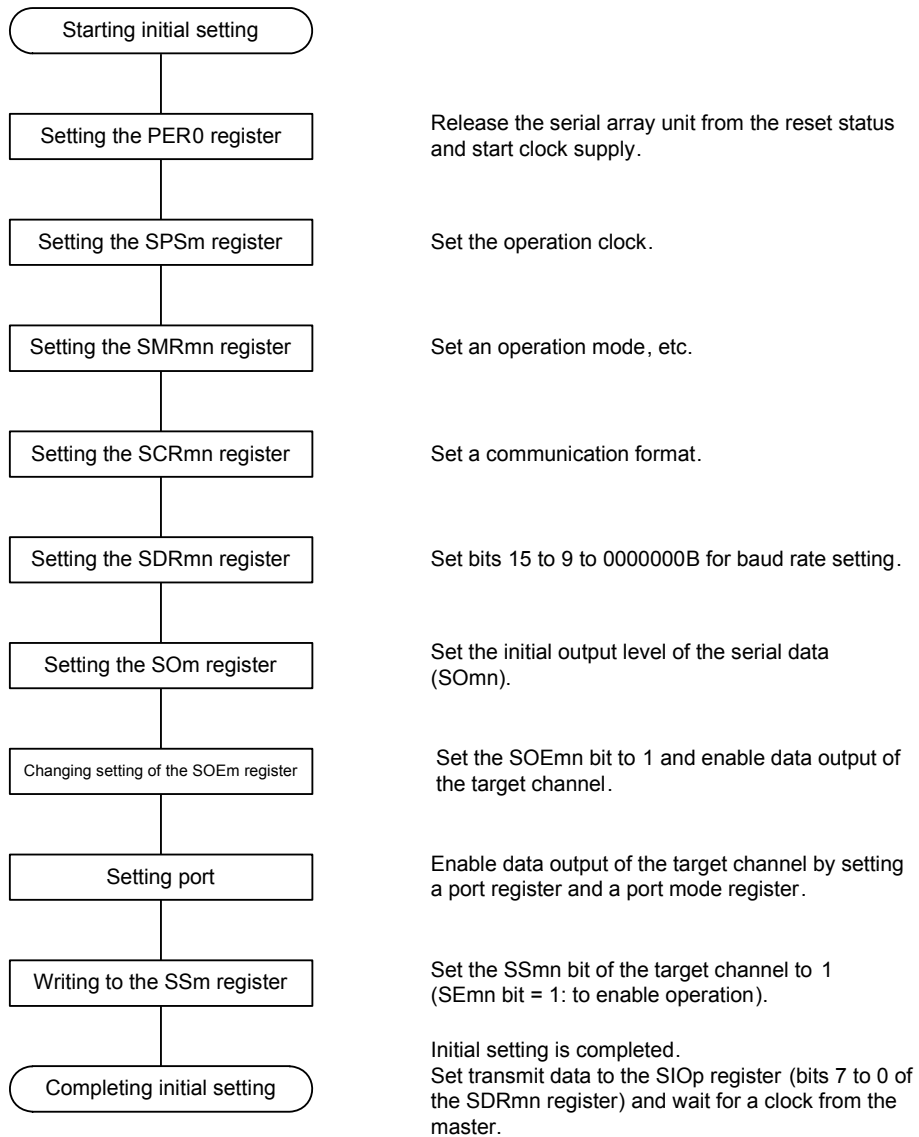 Starting initial setting
Setting the PER0 register
Release the serial array unit from the reset status
and start clock supply.
Setting the SPSm register
Set the operation clock.
Setting the SMRmn register
Set an operation mode, etc.
Setting the SCRmn register
Set a communication format.
Setting the SDRmn register
Set bits 15 to 9 to 0000000B for baud rate setting.
Setting the SOm register
Set the initial output level of the serial data
(SOmn).
Changing setting of the SOEm register
Set the SOEmn bit to 1 and enable data output of
the target channel.
Setting port
Enable data output of the target channel by setting
a port register and a port mode register.
Writing to the SSm register
Set the SSmn bit of the target channel to 1
(SEmn bit = 1: to enable operation).
Completing initial setting
Initial setting is completed.
Set transmit data to the SIOp register (bits 7 to 0 of
the SDRmn register) and wait for a clock from the
master.